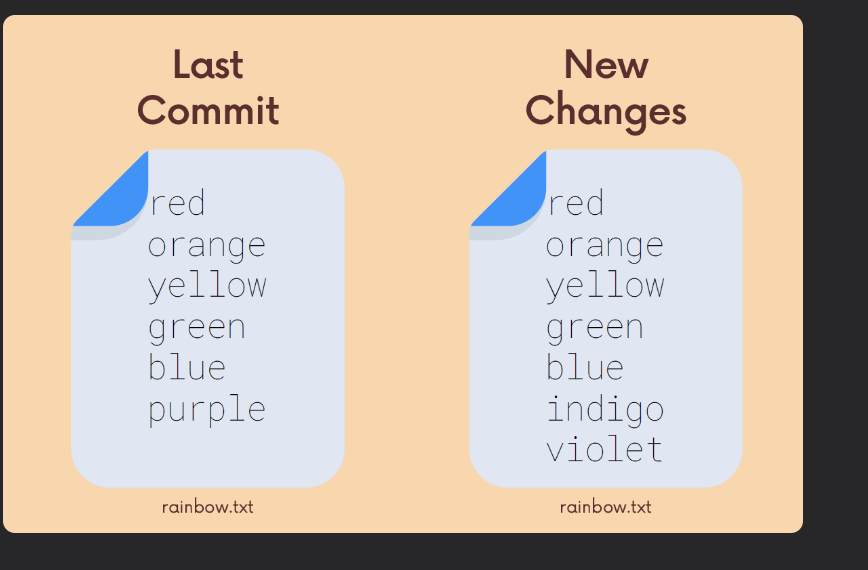 Last
Commit
red
orange
yellow
green
blue
purple
rainbow.txt
New
Changes
red
orange
yellow
green
blue
indigo
violet
rainbow.txt